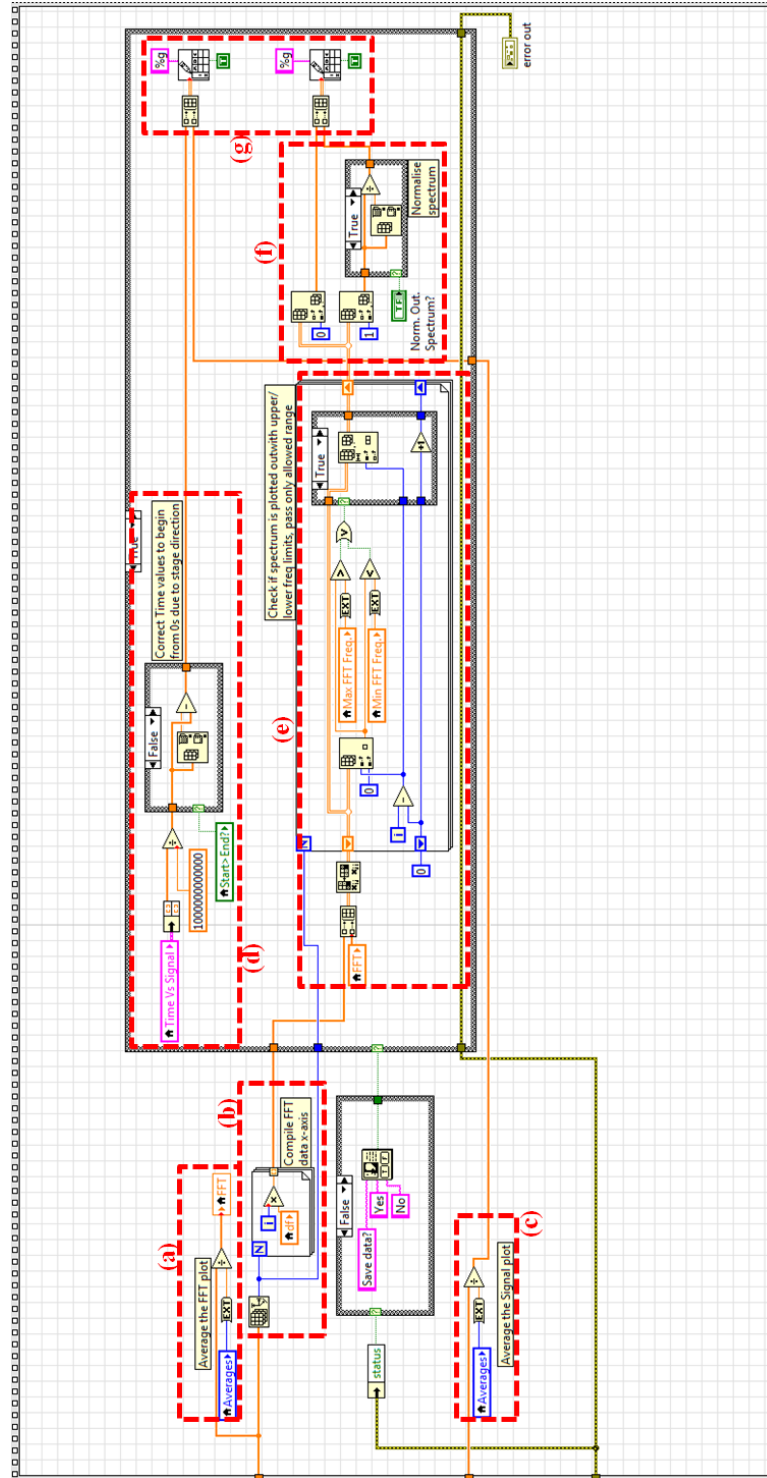 (a)
Average the FFT plot
Averages
EXT
FFT
(b)
N
i
df
Compile FFT
data x-axis
status
False
Save data?
Yes
No
(c)
Averages
EXT
Average the Signal plot
True
(d)
Time Vs Signal
1000000000000
Start>End?
False
Correct Time values to begin
from 0s due to stage direction
(e)
FFT
N
0
i
0
Max FFT Freq.
Min FFT Freq.
EXT
EXT
True
+1
Check if spectrum is plotted outwith upper/
lower freq limits, pass only allowed range
(f)
0
1
Norm. Out.
Spectrum?
TF
True
Normalise
spectrum
(g)
%g
T
%g
T
error out